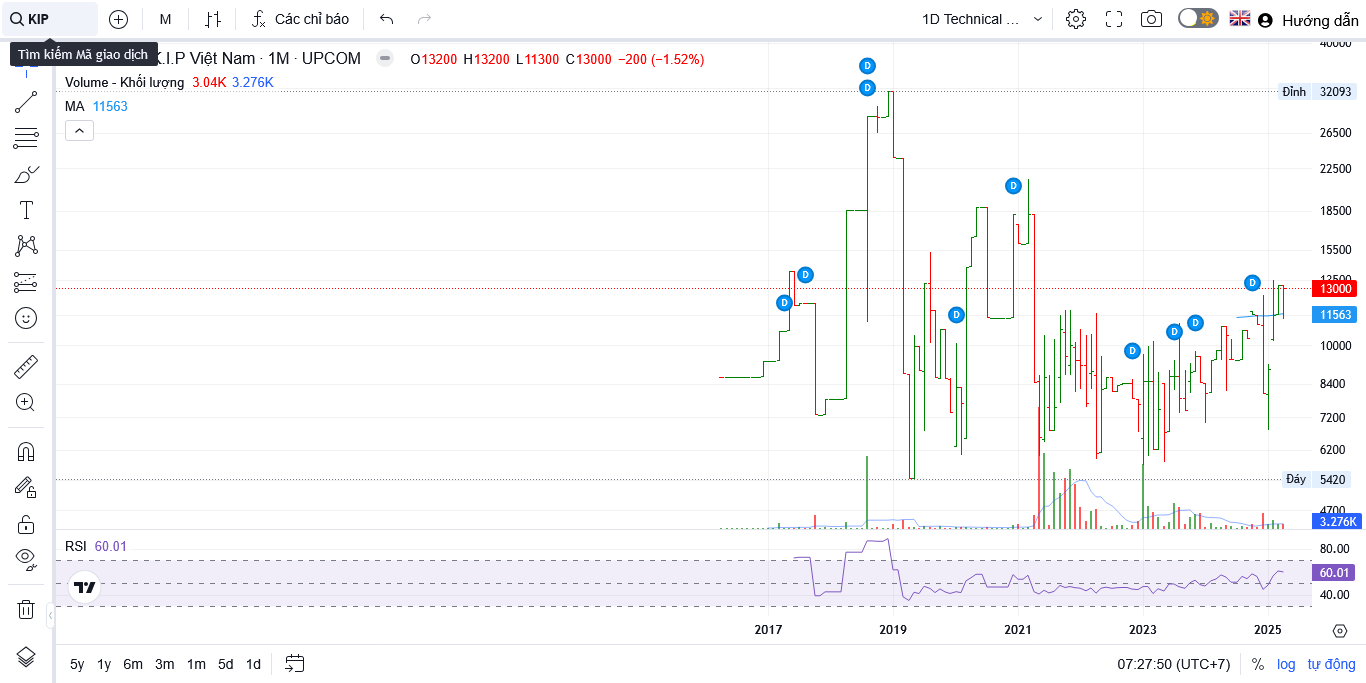 KIP
M
Các chỉ báo
1D Technical ...
Hướng dẫn
Tìm kiếm Mã giao dịch
K.I.P Việt Nam · 1M · UPCOM
O13200 H13200 L11300 C13000 −200 (−1.52%)
Volume - Khối lượng 3.04K 3.276K
MA 11563
40000
Đỉnh 32093
26500
22500
18500
15500
13500
13000
11563
10000
8400
7200
6200
Đáy 5420
4700
3.276K
D
D
D
D
D
D
D
D
D
D
RSI 60.01
80.00
60.01
40.00
2017 2019 2021 2023 2025
5y 1y 6m 3m 1m 5d 1d
07:27:50 (UTC+7) % log tự động